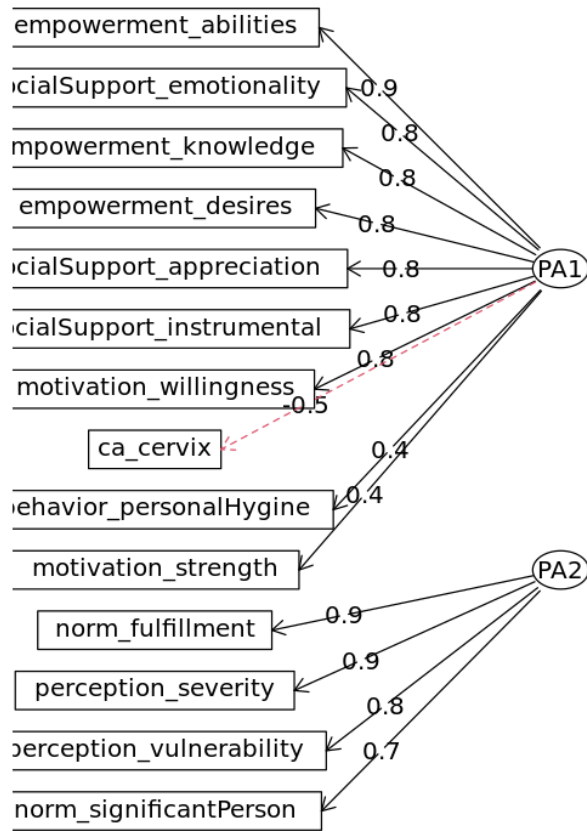 empowerment_abilities
0.9
ocialSupport_emotionality
0.8
mpowerment_knowledge
0.8
empowerment_desires
0.8
ocialSupport_appreciation
0.8
PA1
ocialSupport_instrumental
0.8
motivation_willingness
0.8
-0.5
ca_cervix
0.4
behavior_personalHygine
0.4
motivation_strength
PA2
norm_fulfillment
0.9
perception_severity
0.9
perception_vulnerability
0.8
0.7
norm_significantPerson